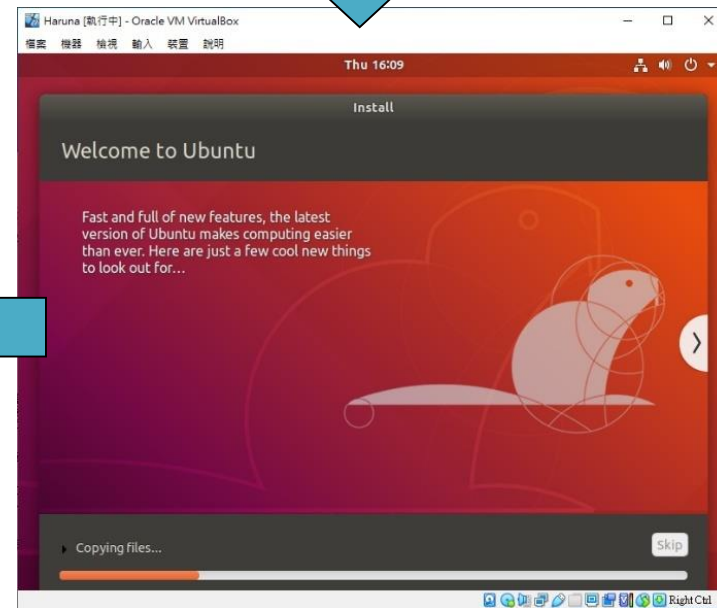 Haruna [執行中] - Oracle VM VirtualBox
檔案 機器 檢視 輸入 裝置 說明
Thu 16:09
Install
Welcome to Ubuntu
Fast and full of new features, the latest
version of Ubuntu makes computing easier
than ever. Here are just a few cool new things
to look out for...
Copying files...
Skip
Right Ctrl